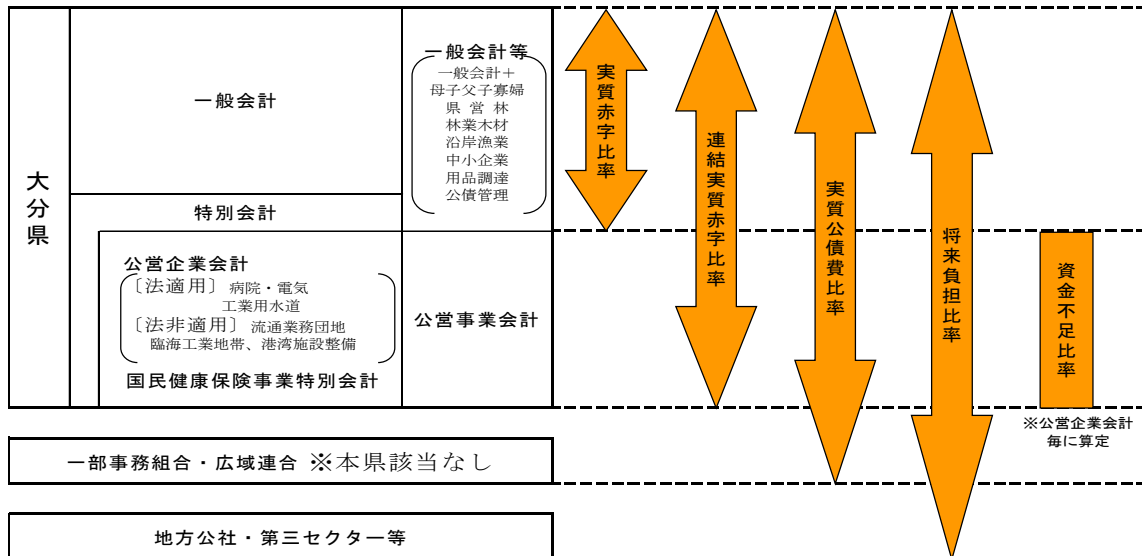 大分県
一般会計
特別会計
公営企業会計
〔法適用〕 病院・電気
工業用水道
〔法非適用〕 流通業務団地
臨海工業地帯、港湾施設整備
国民健康保険事業特別会計
一般会計等
一般会計＋
母子父子寡婦
県営林
林業木材
沿岸漁業
中小企業
用品調達
公債管理
公営事業会計
実質赤字比率
連結実質赤字比率
実質公債費比率
将来負担比率
資金不足比率
※公営企業会計
毎に算定
一部事務組合・広域連合 ※本県該当なし
地方公社・第三セクター等